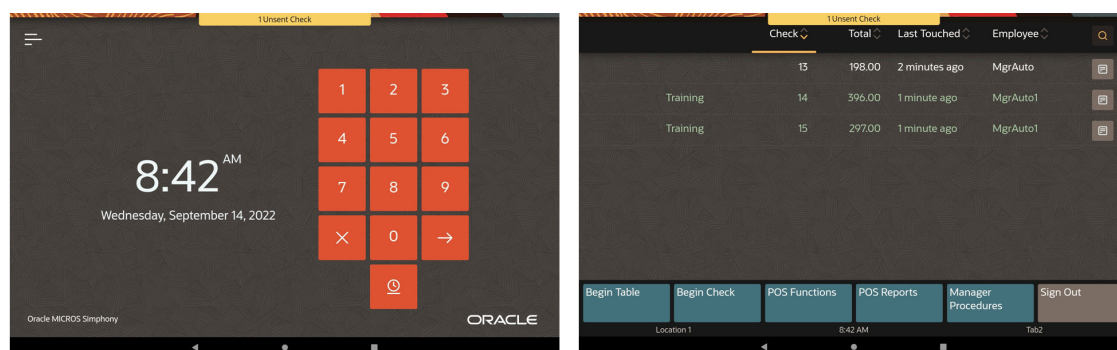 1 Unsent Check
1 2 3
4 5 6
8:42 AM
7 8 9
Wednesday, September 14, 2022
0
Oracle MICROS Simphony
ORACLE
1 Unsent Check
Check Total Last Touched Employee
13 198.00 2 minutes ago MgrAuto
Training 14 396.00 1 minute ago MgrAuto1
Training 15 297.00 1 minute ago MgrAuto1
Begin Table Begin Check POS Functions POS Reports Manager Procedures Sign Out
Location 1 8:42 AM Tab2